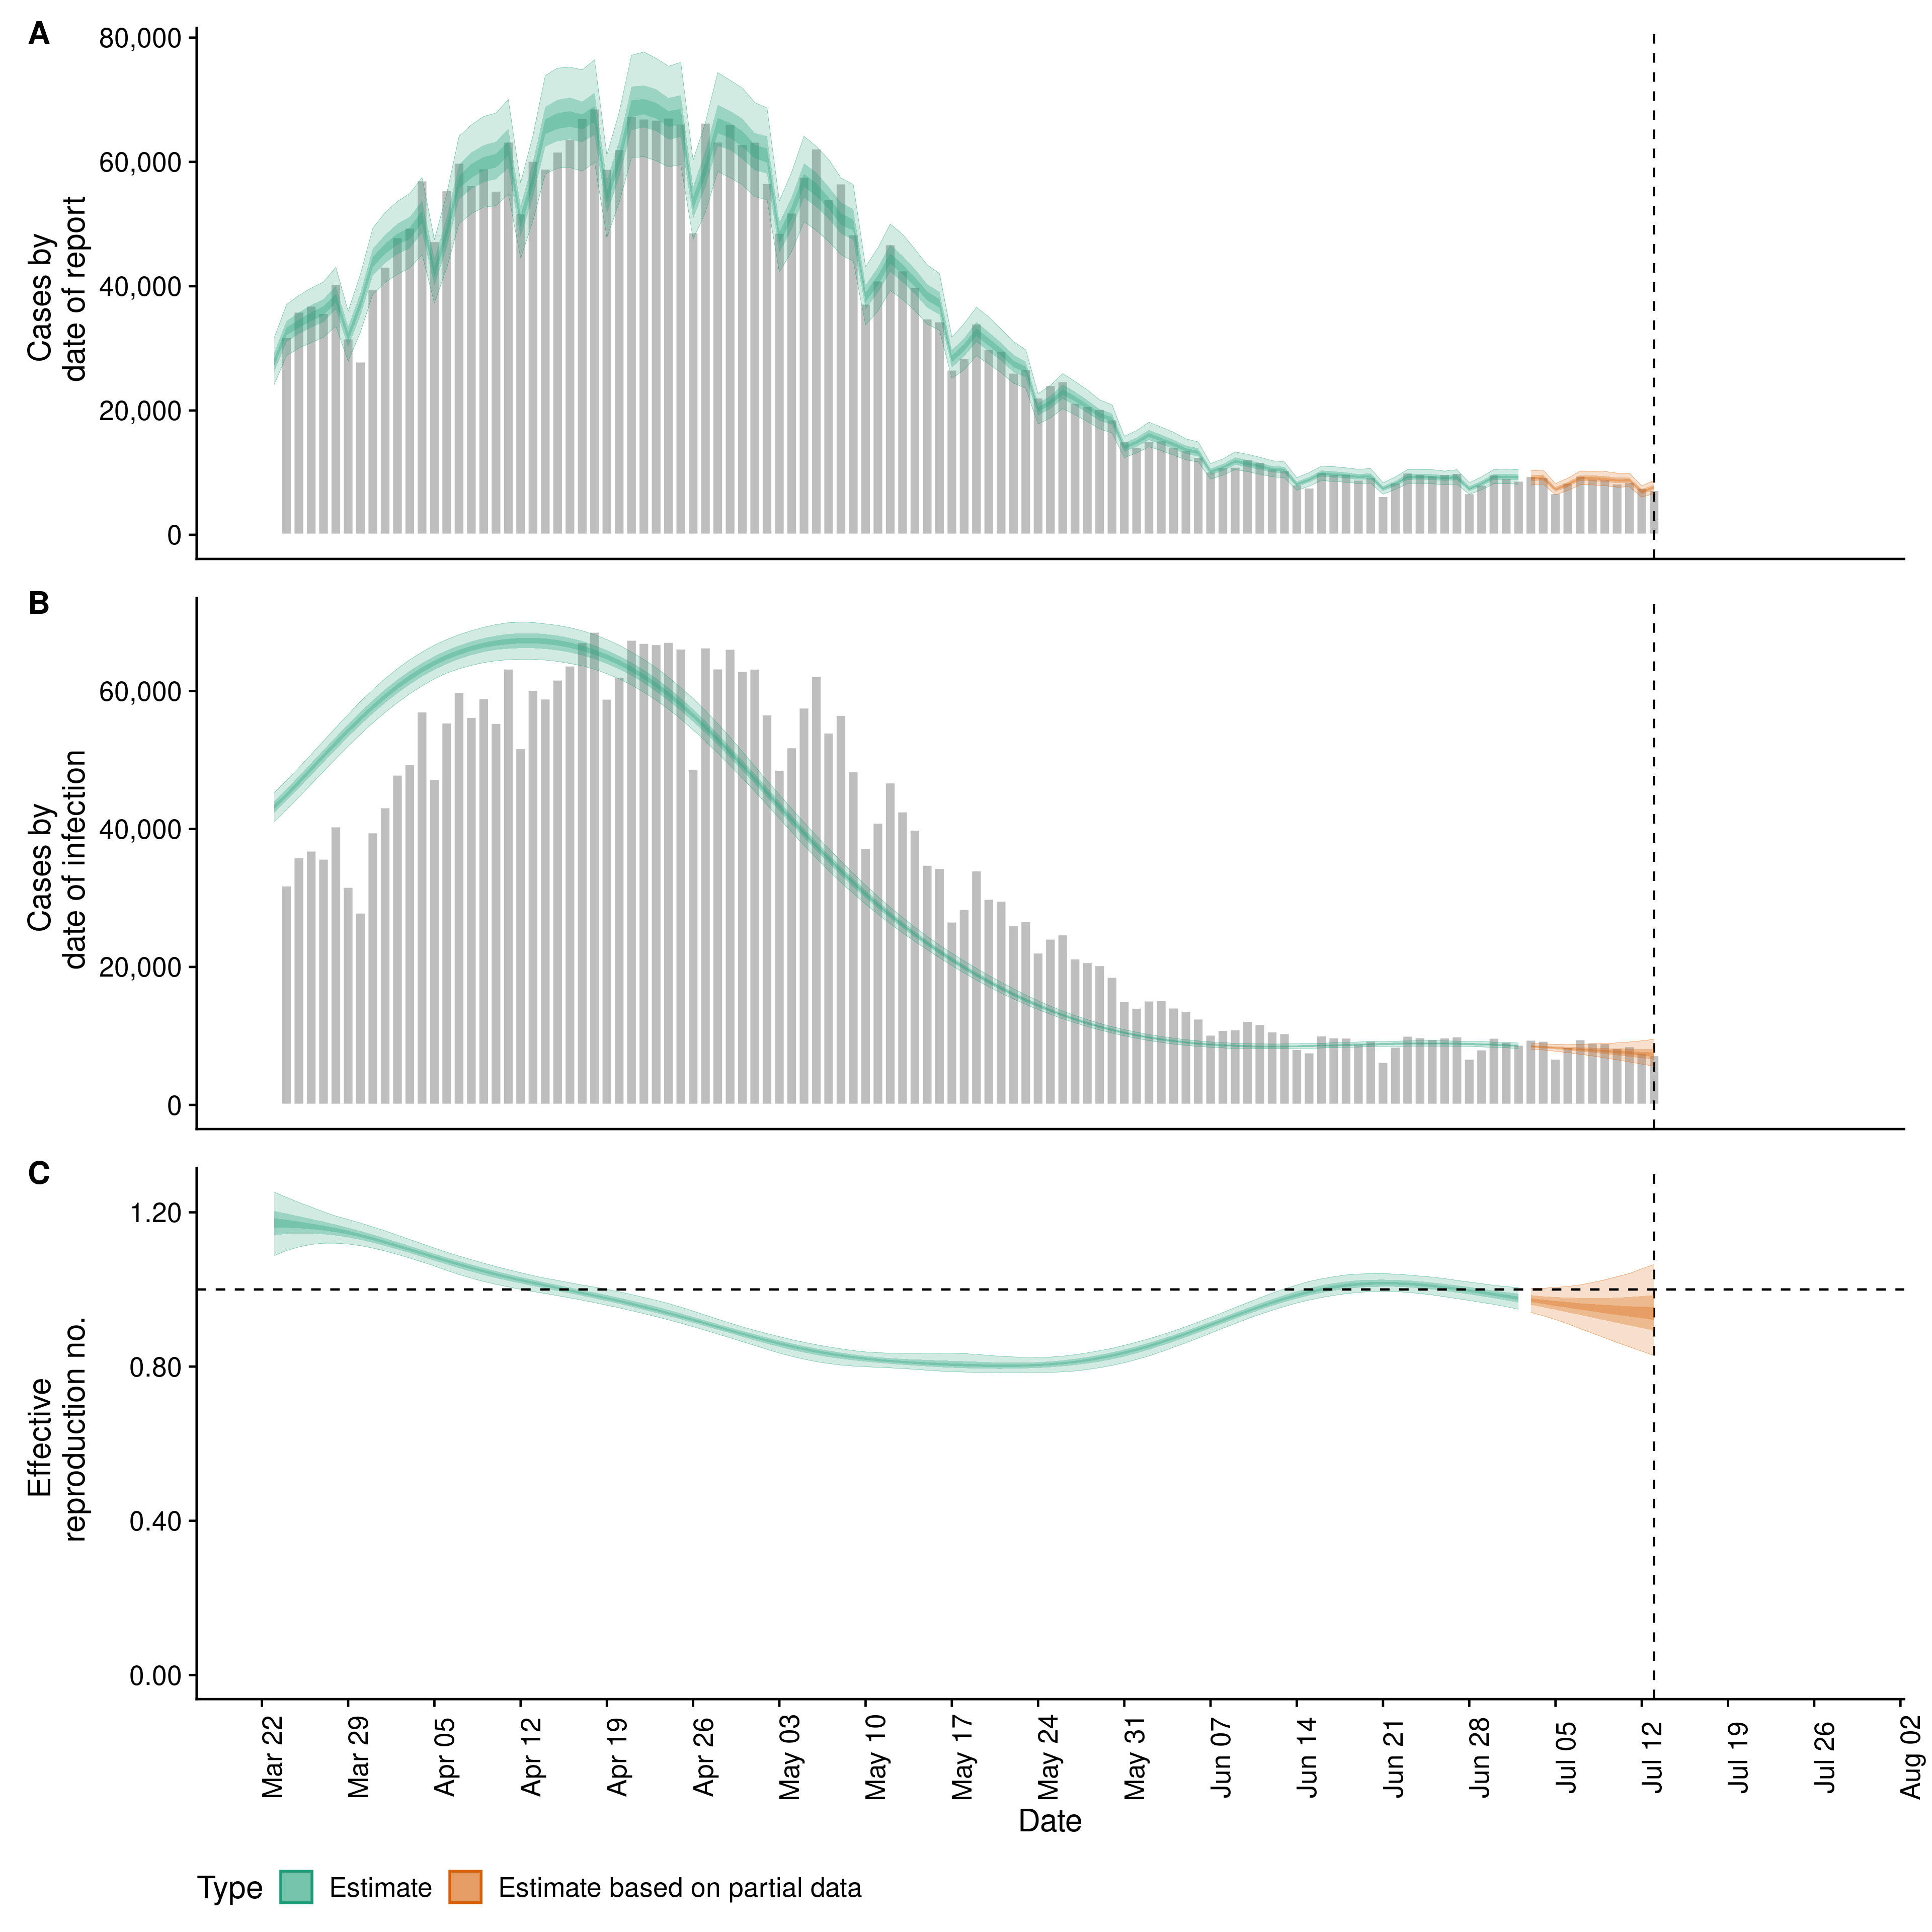 A
80,000
60,000
40,000
20,000
0
Cases by
date of report
B
60,000
40,000
20,000
0
Cases by
date of infection
C
1.20
0.80
0.40
0.00
Effective
reproduction no.
Mar 22
Mar 29
Apr 05
Apr 12
Apr 19
Apr 26
May 03
May 10
May 17
May 24
May 31
Jun 07
Jun 14
Jun 21
Jun 28
Jul 05
Jul 12
Jul 19
Jul 26
Aug 02
Date
Type Estimate Estimate based on partial data